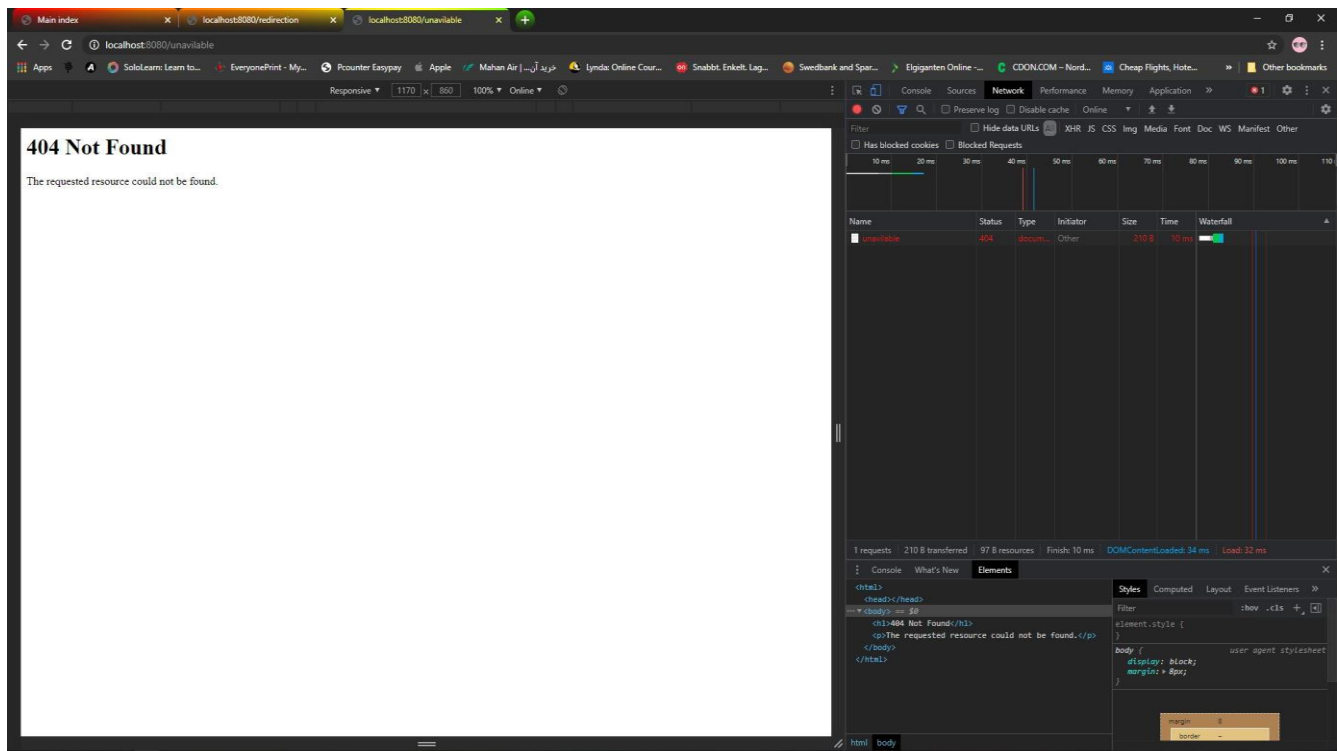 Main index
localhost:8080/redirection
localhost:8080/unavilable
localhost:8080/unavilable
Apps
SoloLearn: Learn to...
EveryonePrint - My...
Pcounter Easypay
Apple
Mahan Air | خرید آن...
Lynda: Online Cour...
Snabbt. Enkelt. Lag...
Swedbank and Spar...
Elgiganten Online -...
CDON.COM – Nord...
Cheap Flights, Hote...
»
Other bookmarks
Responsive ▼ 1170 x 860 100% ▼ Online ▼
Console Sources Network Performance Memory Application » 1
Preserve log Disable cache Online ▼
Filter Hide data URLs All XHR JS CSS Img Media Font Doc WS Manifest Other
Has blocked cookies Blocked Requests
10 ms 20 ms 30 ms 40 ms 50 ms 60 ms 70 ms 80 ms 90 ms 100 ms 110
Name Status Type Initiator Size Time Waterfall
unavilable 404 docum... Other 210 B 10 ms
404 Not Found
The requested resource could not be found.
1 requests 210 B transferred 97 B resources Finish: 10 ms DOMContentLoaded: 34 ms Load: 32 ms
Console What's New Elements
<html>
<head></head>
... ▼ <body> == $0
<h1>404 Not Found</h1>
<p>The requested resource could not be found.</p>
</body>
</html>
html body
Styles Computed Layout Event Listeners »
Filter :hov .cls +
element.style {
}
body { user agent stylesheet
display: block;
margin: ▶ 8px;
}
margin 8
border –